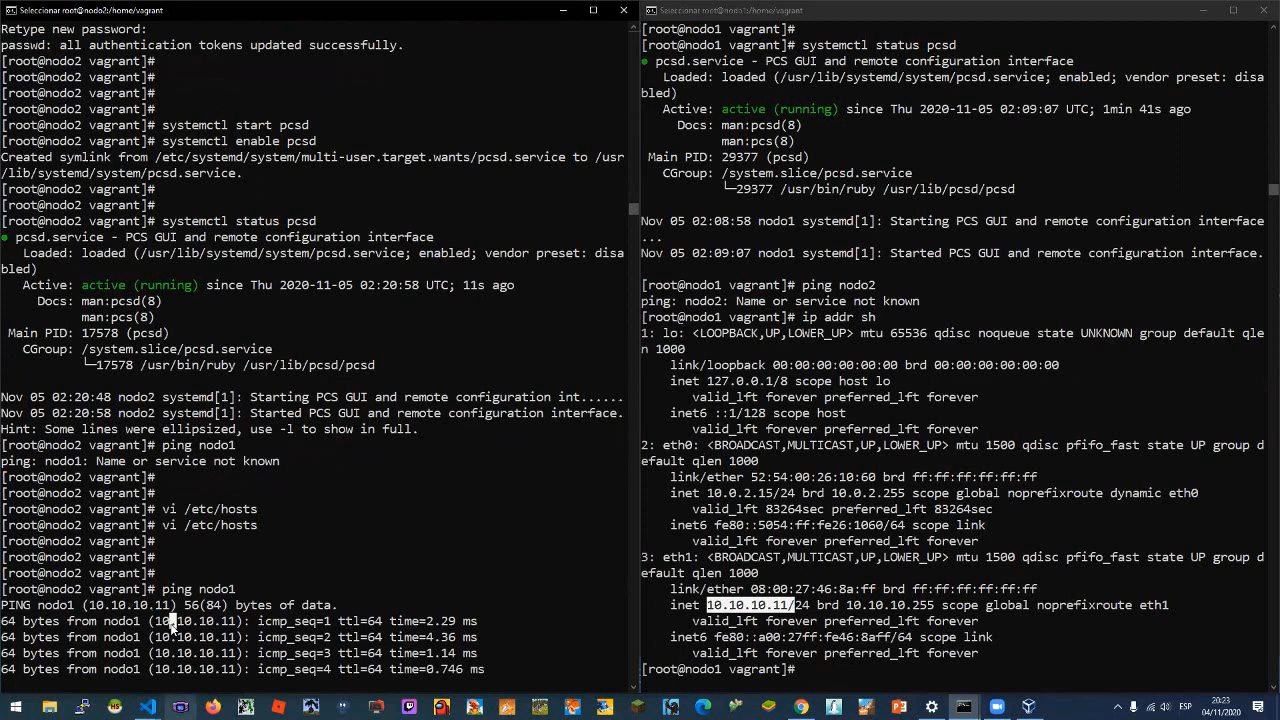 Seleccionar root@nodo2:/home/vagrant
Retype new password:
passwd: all authentication tokens updated successfully.
[root@nodo2 vagrant]#
[root@nodo2 vagrant]#
[root@nodo2 vagrant]#
[root@nodo2 vagrant]#
[root@nodo2 vagrant]# systemctl start pcsd
[root@nodo2 vagrant]# systemctl enable pcsd
Created symlink from /etc/systemd/system/multi-user.target.wants/pcsd.service to /usr
/lib/systemd/system/pcsd.service.
[root@nodo2 vagrant]#
[root@nodo2 vagrant]#
[root@nodo2 vagrant]# systemctl status pcsd
● pcsd.service - PCS GUI and remote configuration interface
Loaded: loaded (/usr/lib/systemd/system/pcsd.service; enabled; vendor preset: disa
bled)
Active: active (running) since Thu 2020-11-05 02:20:58 UTC; 11s ago
Docs: man:pcsd(8)
man:pcs(8)
Main PID: 17578 (pcsd)
CGroup: /system.slice/pcsd.service
└─17578 /usr/bin/ruby /usr/lib/pcsd/pcsd
Nov 05 02:20:48 nodo2 systemd[1]: Starting PCS GUI and remote configuration int......
Nov 05 02:20:58 nodo2 systemd[1]: Started PCS GUI and remote configuration interface.
Hint: Some lines were ellipsized, use -l to show in full.
[root@nodo2 vagrant]# ping nodo1
ping: nodo1: Name or service not known
[root@nodo2 vagrant]#
[root@nodo2 vagrant]#
[root@nodo2 vagrant]# vi /etc/hosts
[root@nodo2 vagrant]# vi /etc/hosts
[root@nodo2 vagrant]#
[root@nodo2 vagrant]#
[root@nodo2 vagrant]#
[root@nodo2 vagrant]# ping nodo1
PING nodo1 (10.10.10.11) 56(84) bytes of data.
64 bytes from nodo1 (10.10.10.11): icmp_seq=1 ttl=64 time=2.29 ms
64 bytes from nodo1 (10.10.10.11): icmp_seq=2 ttl=64 time=4.36 ms
64 bytes from nodo1 (10.10.10.11): icmp_seq=3 ttl=64 time=1.14 ms
64 bytes from nodo1 (10.10.10.11): icmp_seq=4 ttl=64 time=0.746 ms
Seleccionar root@nodo1:/home/vagrant
[root@nodo1 vagrant]#
[root@nodo1 vagrant]# systemctl status pcsd
● pcsd.service - PCS GUI and remote configuration interface
Loaded: loaded (/usr/lib/systemd/system/pcsd.service; enabled; vendor preset: disa
bled)
Active: active (running) since Thu 2020-11-05 02:09:07 UTC; 1min 41s ago
Docs: man:pcsd(8)
man:pcs(8)
Main PID: 29377 (pcsd)
CGroup: /system.slice/pcsd.service
└─29377 /usr/bin/ruby /usr/lib/pcsd/pcsd
Nov 05 02:08:58 nodo1 systemd[1]: Starting PCS GUI and remote configuration interface
...
Nov 05 02:09:07 nodo1 systemd[1]: Started PCS GUI and remote configuration interface.
[root@nodo1 vagrant]# ping nodo2
ping: nodo2: Name or service not known
[root@nodo1 vagrant]# ip addr sh
1: lo: <LOOPBACK,UP,LOWER_UP> mtu 65536 qdisc noqueue state UNKNOWN group default qle
n 1000
link/loopback 00:00:00:00:00:00 brd 00:00:00:00:00:00
inet 127.0.0.1/8 scope host lo
valid_lft forever preferred_lft forever
inet6 ::1/128 scope host
valid_lft forever preferred_lft forever
2: eth0: <BROADCAST,MULTICAST,UP,LOWER_UP> mtu 1500 qdisc pfifo_fast state UP group d
efault qlen 1000
link/ether 52:54:00:26:10:60 brd ff:ff:ff:ff:ff:ff
inet 10.0.2.15/24 brd 10.0.2.255 scope global noprefixroute dynamic eth0
valid_lft 83264sec preferred_lft 83264sec
inet6 fe80::5054:ff:fe26:1060/64 scope link
valid_lft forever preferred_lft forever
3: eth1: <BROADCAST,MULTICAST,UP,LOWER_UP> mtu 1500 qdisc pfifo_fast state UP group d
efault qlen 1000
link/ether 08:00:27:46:8a:ff brd ff:ff:ff:ff:ff:ff
inet 10.10.10.11/24 brd 10.10.10.255 scope global noprefixroute eth1
valid_lft forever preferred_lft forever
inet6 fe80::a00:27ff:fe46:8aff/64 scope link
valid_lft forever preferred_lft forever
[root@nodo1 vagrant]#
ESP
20:23
04/11/2020